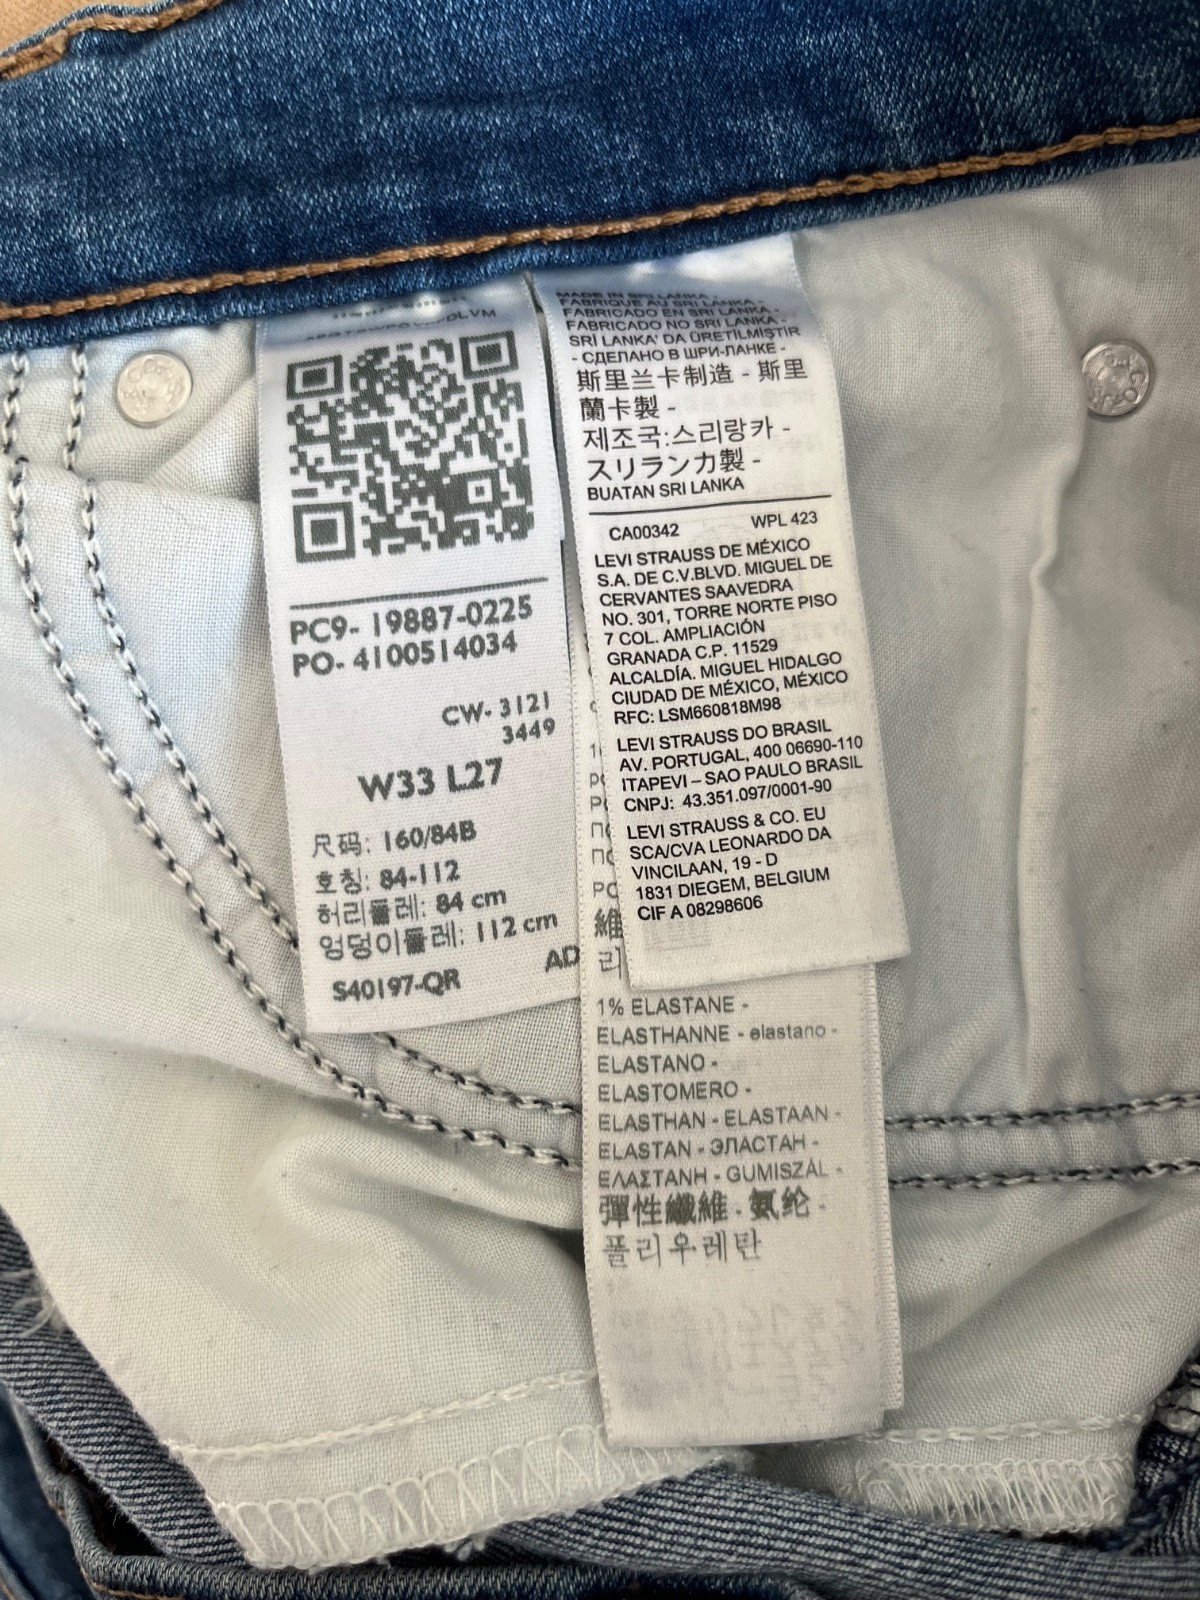 PC9- 19887-0225
PO- 4100514034
CW- 3121
3449
W33 L27
尺码: 160/84B
호칭: 84-112
허리둘레: 84 cm
엉덩이둘레: 112 cm
S40197-QR
AD
MADE IN SRI LANKA -
FABRIQUE AU SRI LANKA -
FABRICADO EN SRI LANKA -
FABRICADO NO SRI LANKA -
SRİ LANKA' DA ÜRETİLMİŞTİR
- СДЕЛАНО В ШРИ-ЛАНКЕ -
斯里兰卡制造 - 斯里
蘭卡製 -
제조국:스리랑카 -
スリランカ製 -
BUATAN SRI LANKA
CA00342 WPL 423
LEVI STRAUSS DE MÉXICO
S.A. DE C.V.BLVD. MIGUEL DE
CERVANTES SAAVEDRA
NO. 301, TORRE NORTE PISO
7 COL. AMPLIACIÓN
GRANADA C.P. 11529
ALCALDÍA. MIGUEL HIDALGO
CIUDAD DE MÉXICO, MÉXICO
RFC: LSM660818M98
LEVI STRAUSS DO BRASIL
AV. PORTUGAL, 400 06690-110
ITAPEVI – SAO PAULO BRASIL
CNPJ: 43.351.097/0001-90
LEVI STRAUSS & CO. EU
SCA/CVA LEONARDO DA
VINCILAAN, 19 - D
1831 DIEGEM, BELGIUM
CIF A 08298606
維
리
1% ELASTANE -
ELASTHANNE - elastano -
ELASTANO -
ELASTOMERO -
ELASTHAN - ELASTAAN -
ELASTAN - ЭЛАСТАН -
ΕΛΑΣΤΑΝΗ - GUMISZÁL -
彈性纖維 - 氨纶 -
폴리우레탄